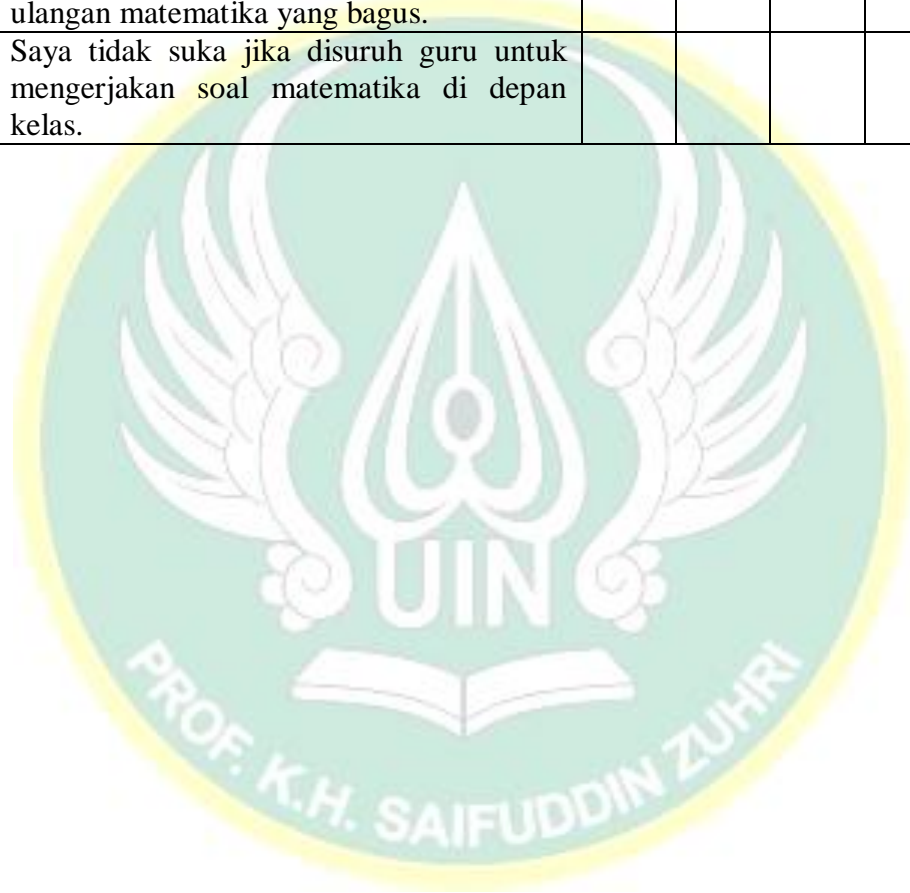 ulangan matematika yang bagus.
Saya tidak suka jika disuruh guru untuk
mengerjakan soal matematika di depan
kelas.
UIN
PROF. K.H. SAIFUDDIN ZUHRI